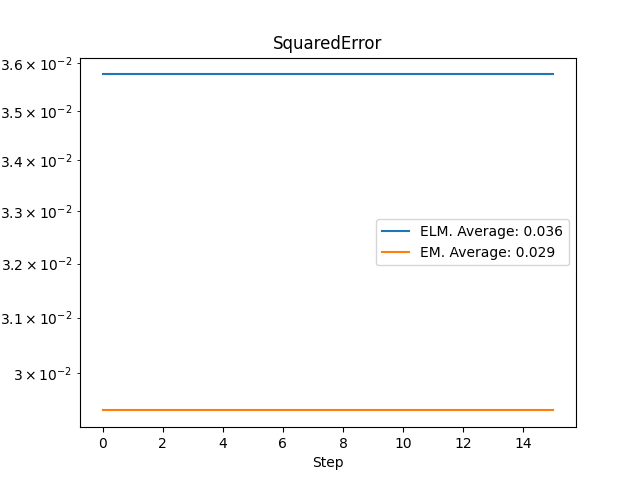 SquaredError
3.6 × 10⁻²
3.5 × 10⁻²
3.4 × 10⁻²
3.3 × 10⁻²
3.2 × 10⁻²
3.1 × 10⁻²
3 × 10⁻²
ELM. Average: 0.036
EM. Average: 0.029
0 2 4 6 8 10 12 14
Step